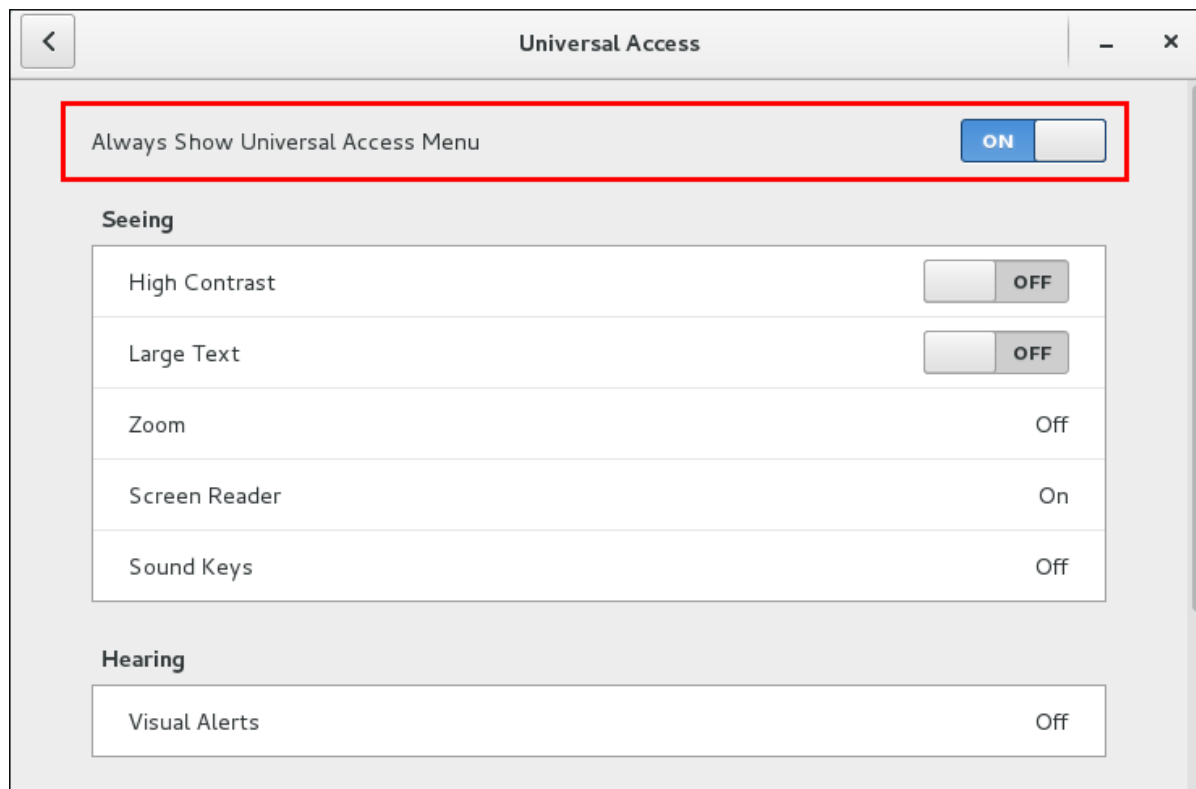 Universal Access
Always Show Universal Access Menu ON
Seeing
High Contrast OFF
Large Text OFF
Zoom Off
Screen Reader On
Sound Keys Off
Hearing
Visual Alerts Off